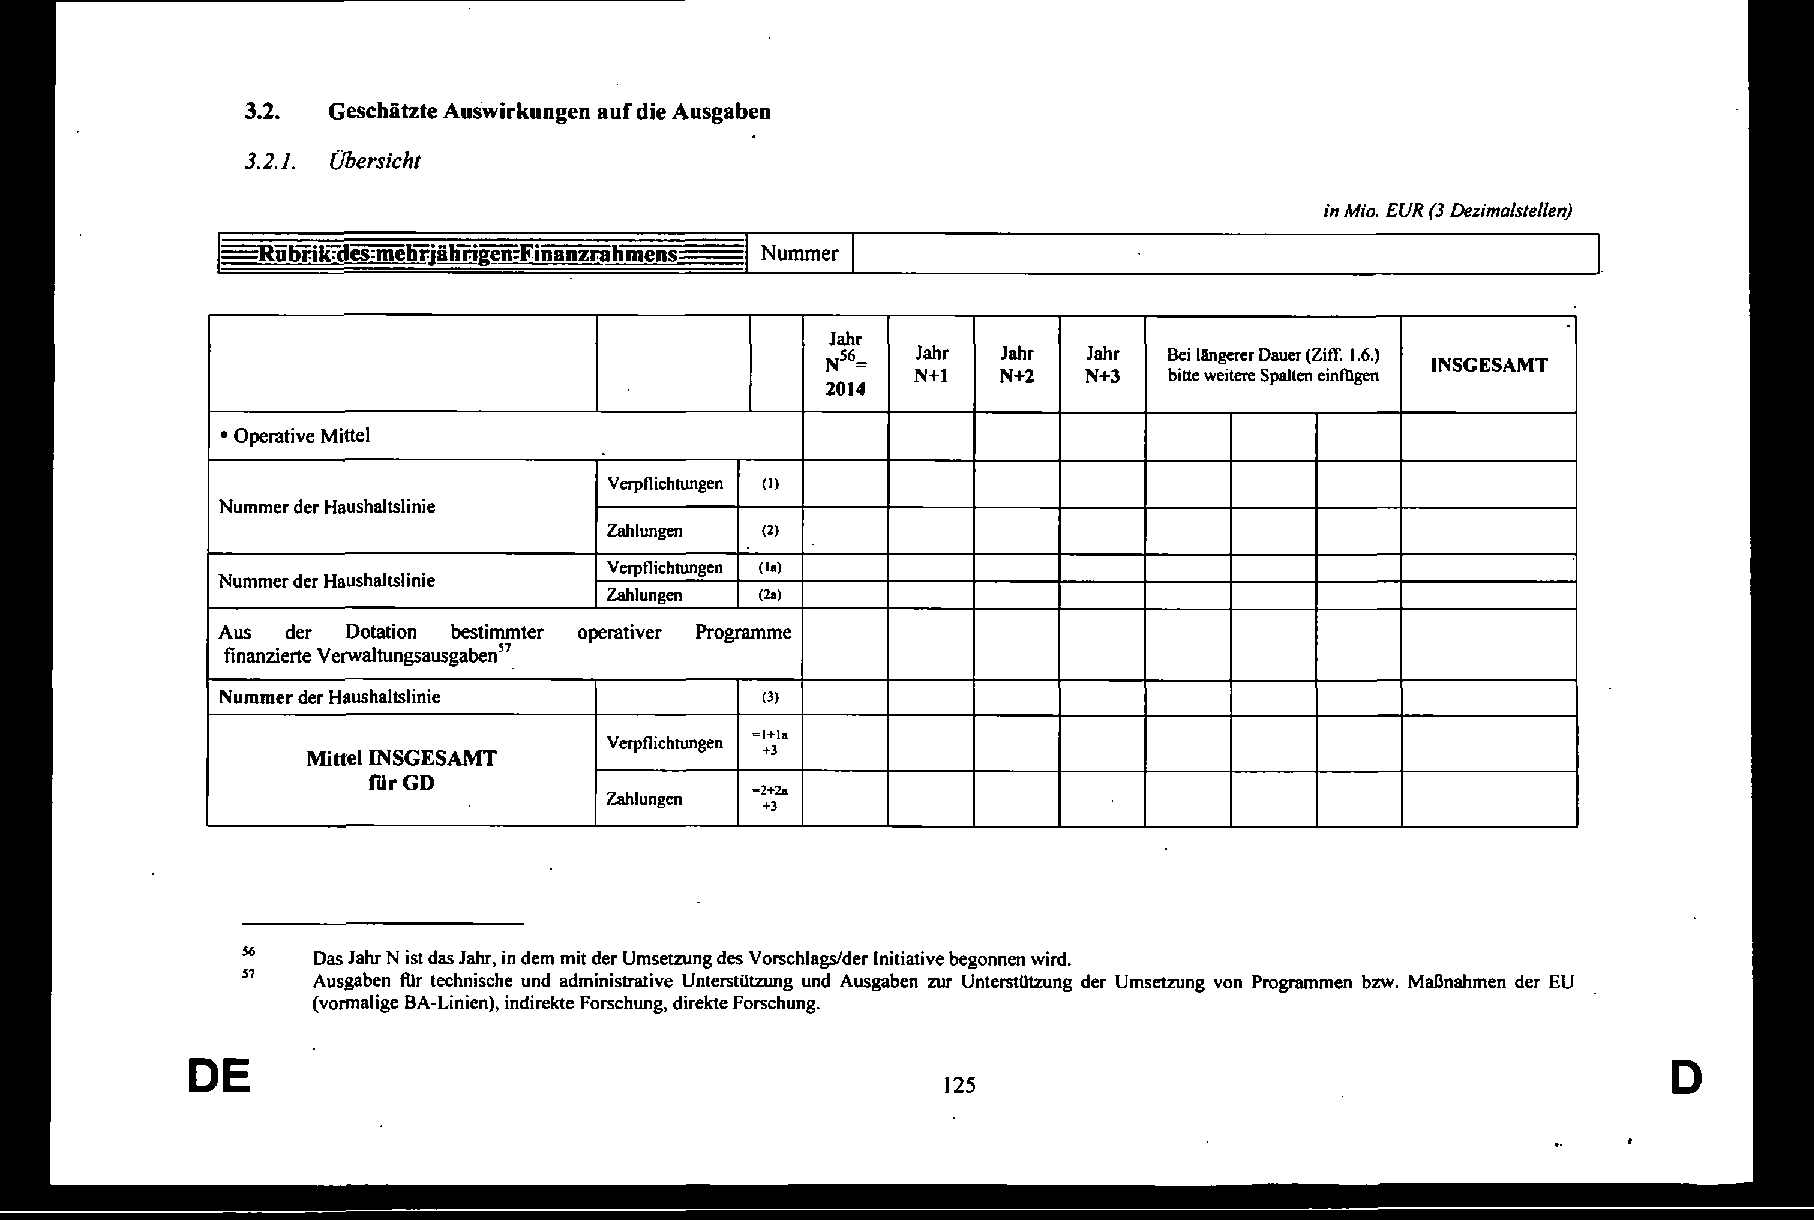 3.2. Geschätzte Auswirkungen auf die Ausgaben
3.2.1. Übersicht
in Mio. EUR (3 Dezimalstellen)
Rubrik des mehrjährigen Finanzrahmens Nummer
Jahr
N56=
2014
Jahr
N+1
Jahr
N+2
Jahr
N+3
Bei längerer Dauer (Ziff. 1.6.)
bitte weitere Spalten einfügen
INSGESAMT
• Operative Mittel
Nummer der Haushaltslinie
Verpflichtungen (1)
Zahlungen (2)
Nummer der Haushaltslinie
Verpflichtungen (1a)
Zahlungen (2a)
Aus der Dotation bestimmter operativer Programme
finanzierte Verwaltungsausgaben57
Nummer der Haushaltslinie (3)
Mittel INSGESAMT
für GD
Verpflichtungen =1+1a
+3
Zahlungen =2+2a
+3
56 Das Jahr N ist das Jahr, in dem mit der Umsetzung des Vorschlags/der Initiative begonnen wird.
57 Ausgaben für technische und administrative Unterstützung und Ausgaben zur Unterstützung der Umsetzung von Programmen bzw. Maßnahmen der EU
(vormalige BA-Linien), indirekte Forschung, direkte Forschung.
DE 125 D